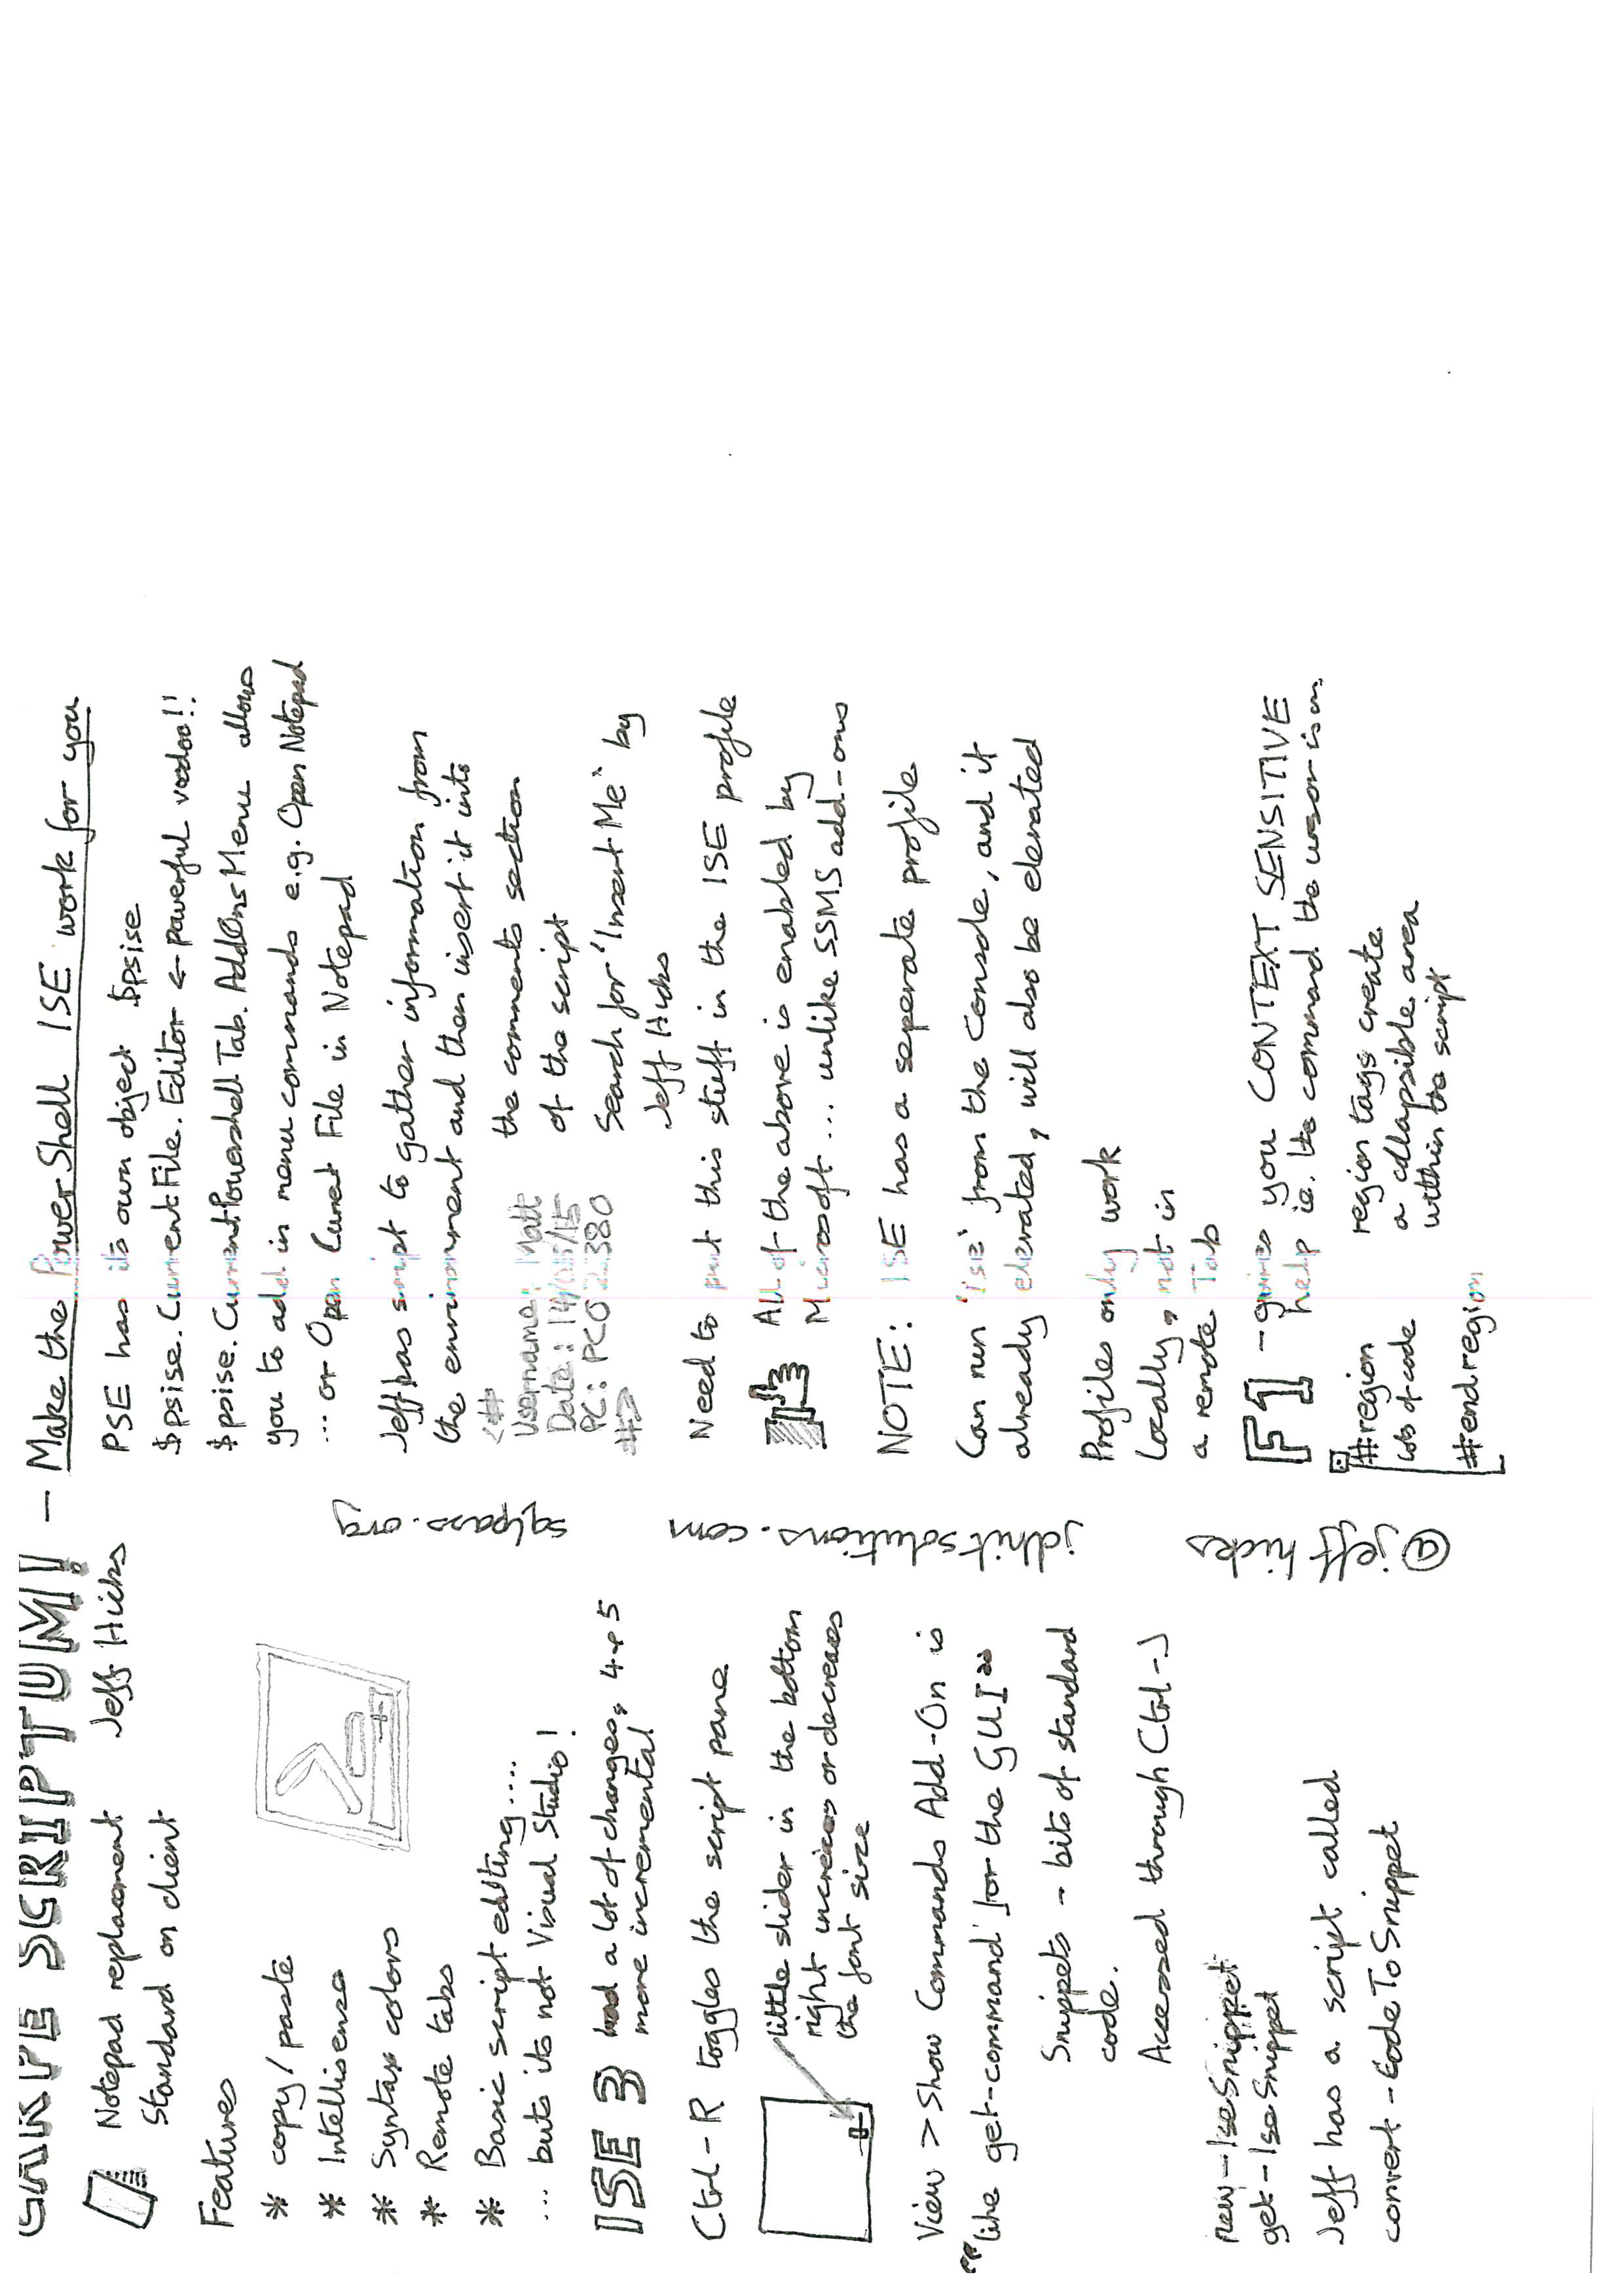 CARPE SCRIPTUM! – Make the PowerShell ISE work for you
Notepad replacement
Standard on client
Jeff Hicks
Features
* copy / paste
* Intellisense
* Syntax colors
* Remote tabs
* Basic script editing ....
... buts its not Visual Studio!
ISE 3 had a lot of changes, 4 + 5
more incremental
Ctrl-R toggles the script pane
little slider in the bottom
right increases or decreases
the font size
View > Show Commands Add-On is
"like get-command for the GUI"
Snippets - bits of standard
code.
Accessed through Ctrl-J
new-IseSnippet
get-IseSnippet
Jeff has a script called
convert-CodeToSnippet
@jeffhicks jdhitsolutions.com sqlpass.org
PSE has its own object $psise
$psise.CurrentFile.Editor ← powerful voodoo!!
$psise.CurrentPowershellTab.AddOnsMenu allows
you to add in menu commands e.g. Open Notepad
... or Open Current File in Notepad
Jeff has script to gather information from
the environment and then insert it into
the comments section
of the script
<#
Username: Matt
Date: 14/05/15
PC: PC02380
#>
Search for 'Insert Me' by
Jeff Hicks
Need to put this stuff in the ISE profile
All of the above is enabled by
Microsoft ... unlike SSMS add-ons
NOTE: ISE has a seperate profile
Can run 'ise' from the console, and if
already elevated, will also be elevated
Profiles only work
locally, not in
a remote Tab
F1 - gives you CONTEXT SENSITIVE
help ie. the command the cursor is on
#region
lots of code
#endregion
region tags create
a collapsible area
within the script